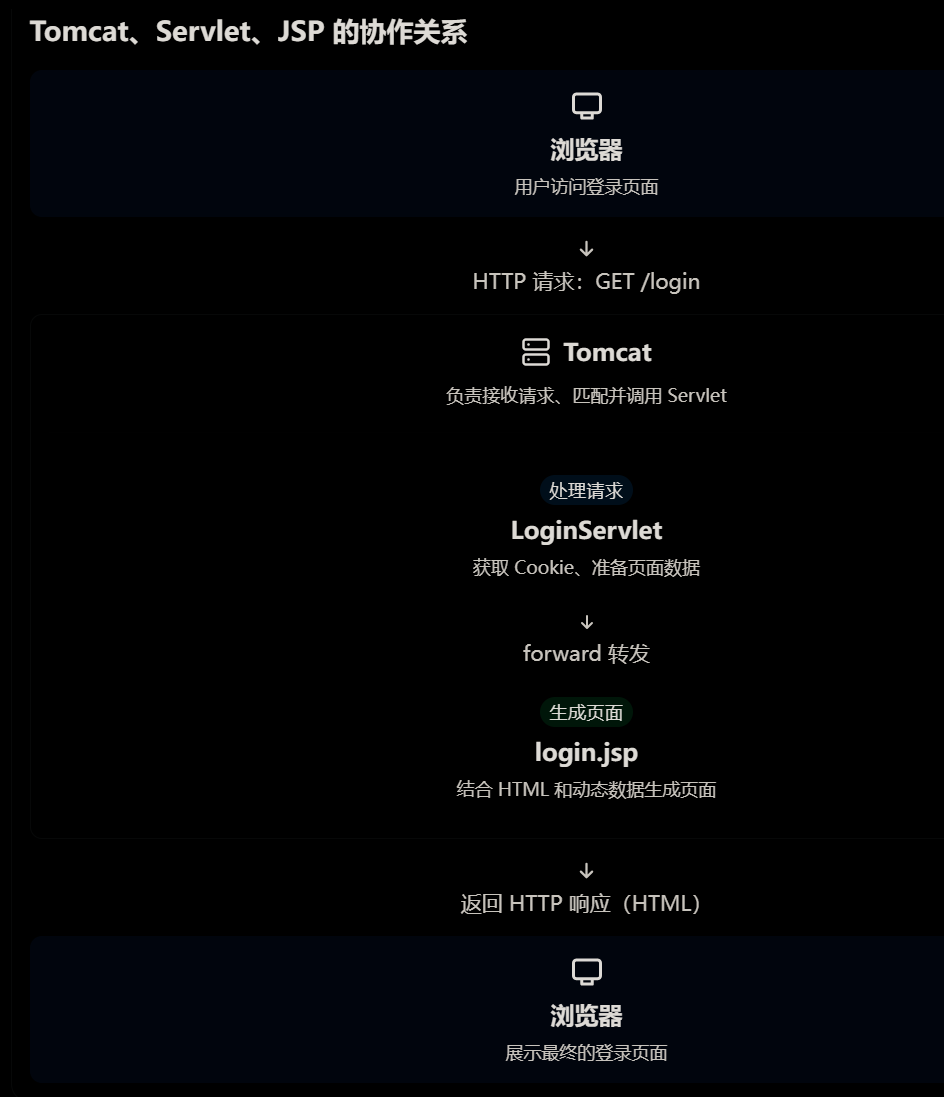 Tomcat、Servlet、JSP 的协作关系
浏览器
用户访问登录页面
HTTP 请求：GET /login
Tomcat
负责接收请求、匹配并调用 Servlet
处理请求
LoginServlet
获取 Cookie、准备页面数据
forward 转发
生成页面
login.jsp
结合 HTML 和动态数据生成页面
返回 HTTP 响应（HTML）
浏览器
展示最终的登录页面